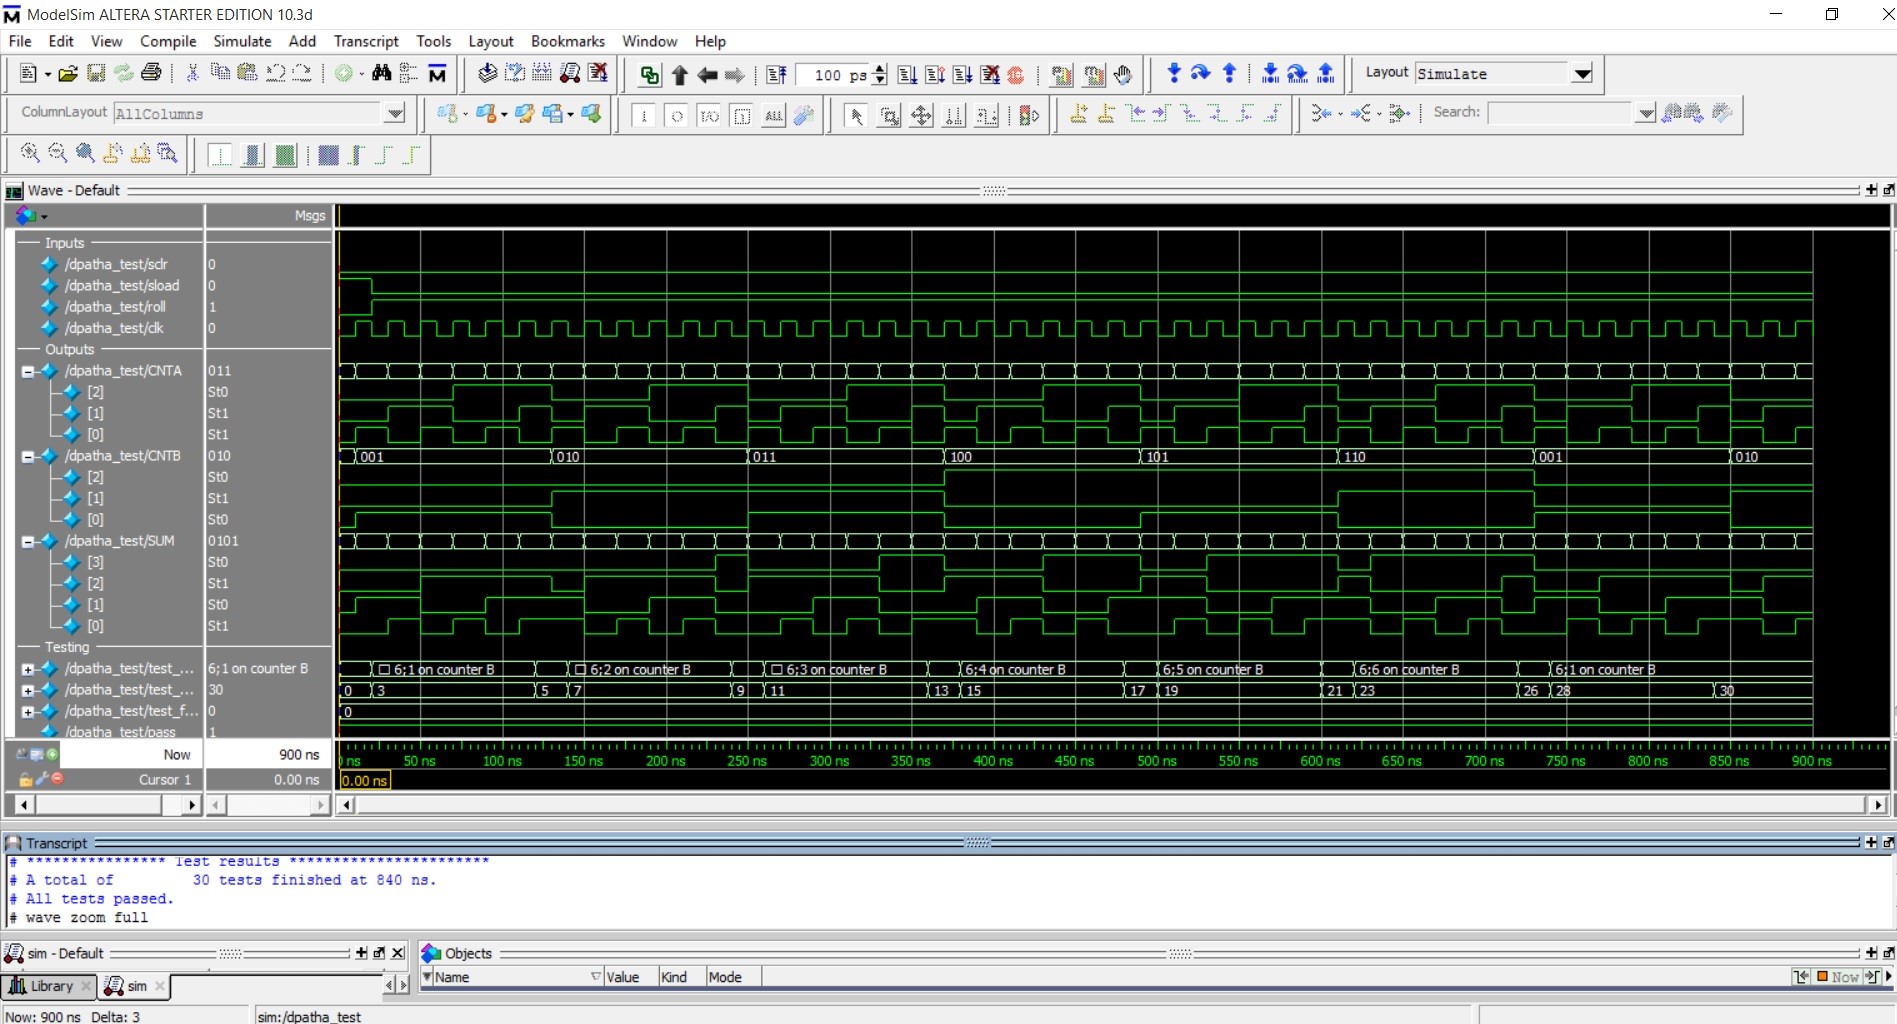 ModelSim ALTERA STARTER EDITION 10.3d
File Edit View Compile Simulate Add Transcript Tools Layout Bookmarks Window Help
100 ps
Layout Simulate
ColumnLayout AllColumns
I O I/O ALL
Search:
Wave - Default
Msgs
Inputs
/dpatha_test/sclr 0
/dpatha_test/sload 0
/dpatha_test/roll 1
/dpatha_test/clk 0
Outputs
/dpatha_test/CNTA 011
[2] St0
[1] St1
[0] St1
/dpatha_test/CNTB 010 001 010 011 100 101 110 001 010
[2] St0
[1] St1
[0] St0
/dpatha_test/SUM 0101
[3] St0
[2] St1
[1] St0
[0] St1
Testing
/dpatha_test/test_... 6;1 on counter B 6;1 on counter B 6;2 on counter B 6;3 on counter B 6;4 on counter B 6;5 on counter B 6;6 on counter B 6;1 on counter B
/dpatha_test/test_... 30 0 3 5 7 9 11 13 15 17 19 21 23 26 28 30
/dpatha_test/test_f... 0 0
/dpatha_test/pass 1
Now 900 ns ns 50 ns 100 ns 150 ns 200 ns 250 ns 300 ns 350 ns 400 ns 450 ns 500 ns 550 ns 600 ns 650 ns 700 ns 750 ns 800 ns 850 ns 900 ns
Cursor 1 0.00 ns 0.00 ns
Transcript
# **************** Test results ***********************
# A total of 30 tests finished at 840 ns.
# All tests passed.
# wave zoom full
sim - Default
Objects
Name Value Kind Mode Now
Library sim
Now: 900 ns Delta: 3 sim:/dpatha_test